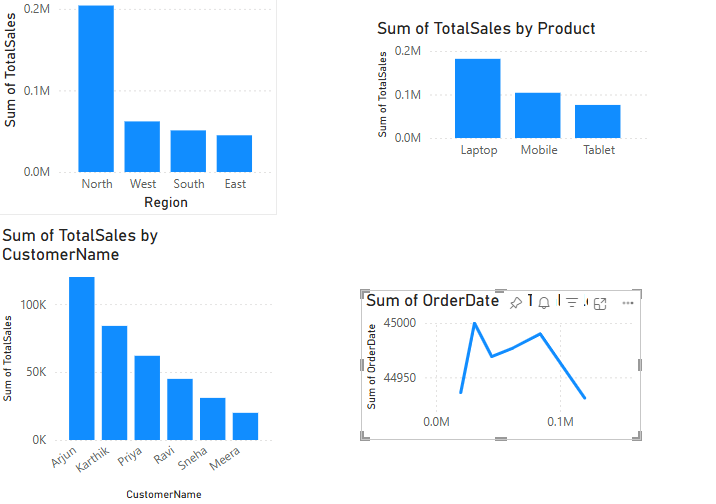 Sum of TotalSales
0.2M
0.1M
0.0M
North West South East
Region
Sum of TotalSales by Product
Sum of TotalSales
0.2M
0.1M
0.0M
Laptop Mobile Tablet
Sum of TotalSales by
CustomerName
Sum of TotalSales
100K
50K
0K
Arjun Karthik Priya Ravi Sneha Meera
CustomerName
Sum of OrderDate
Sum of OrderDate
45000
44950
0.0M 0.1M